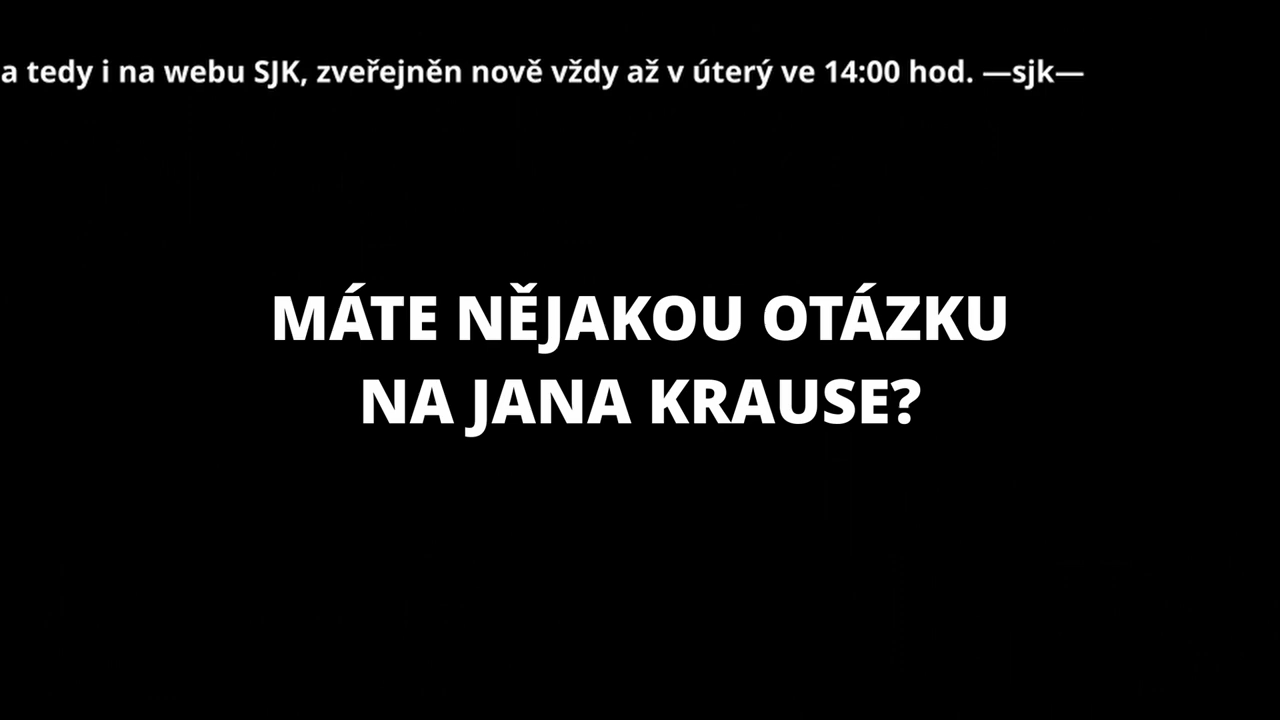 a tedy i na webu SJK, zveřejněn nově vždy až v úterý ve 14:00 hod. —sjk—
MÁTE NĚJAKOU OTÁZKU
NA JANA KRAUSE?